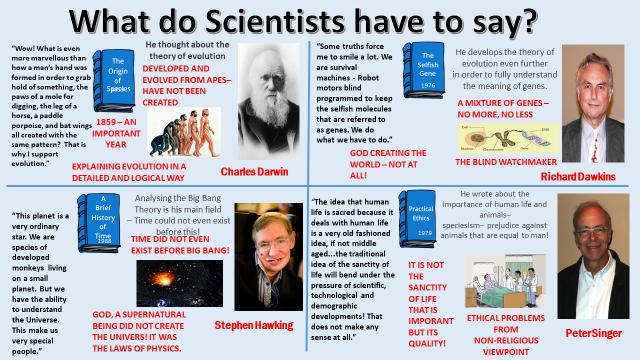 What do Scientists have to say?
"Wow! What is even
more marvellous than
how a man's hand was
formed in order to grab
hold of something, the
paws of a mole for
digging, the leg of a
horse, a paddle
porpoise, and bat wings
all created with the
same pattern? That is
why I support
evolution."
The
Origin
of
Species
1859 – AN
IMPORTANT
YEAR
He thought about the
theory of evolution
DEVELOPED AND
EVOLVED FROM APES–
HAVE NOT BEEN
CREATED
EXPLAINING EVOLUTION IN A
DETAILED AND LOGICAL WAY
Charles Darwin
"Some truths force
me to smile a lot. We
are survival
machines - Robot
motors blind
programmed to keep
the selfish molecules
that are referred to
as genes. We do
what we have to do."
The
Selfish
Gene
1976
GOD CREATING THE
WORLD – NOT AT
ALL!
He develops the theory of
evolution even further
in order to fully understand
the meaning of genes.
A MIXTURE OF GENES –
NO MORE, NO LESS
THE BLIND WATCHMAKER
Richard Dawkins
"This planet is a
very ordinary
star. We are
species of
developed
monkeys living
on a small
planet. But we
have the ability
to understand
the Universe.
This make us
very special
people."
A
Brief
History
of
Time
1988
Analysing the Big Bang
Theory is his main field
– Time could not even exist
before this!
TIME DID NOT EVEN
EXIST BEFORE BIG BANG!
GOD, A SUPERNATURAL
BEING DID NOT CREATE
THE UNIVERS! IT WAS
THE LAWS OF PHYSICS.
Stephen Hawking
"The idea that human
life is sacred because it
deals with human life
is a very old fashioned
idea, if not middle
aged...the traditional
idea of the sanctity of
life will bend under the
pressure of scientific,
technological and
demographic
developments! That
does not make any
sense at all."
Practical
Ethics
1979
IT IS NOT
THE
SANCTITY
OF LIFE
THAT IS
IMPORANT
BUT ITS
QUALITY!
He wrote about the
importance of human life and
animals–
speciesism– prejudice against
animals that are equal to man!
ETHICAL PROBLEMS
FROM
NON-RELIGIOUS
VIEWPOINT
Peter Singer